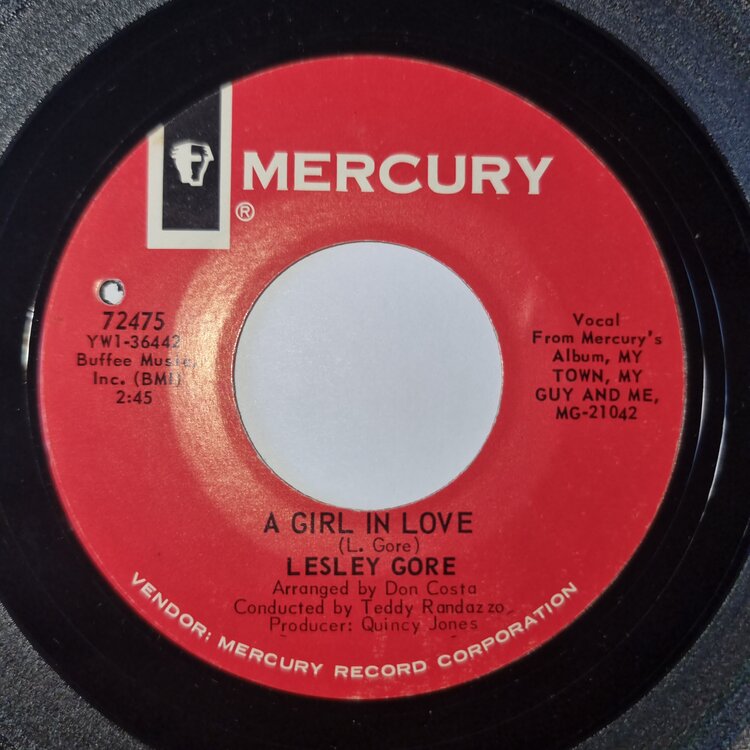 MERCURY
®
72475
YW1-36442
Buffee Music,
Inc. (BMI)
2:45
Vocal
From Mercury's
Album, MY
TOWN, MY
GUY AND ME,
MG-21042
A GIRL IN LOVE
(L. Gore)
LESLEY GORE
Arranged by Don Costa
Conducted by Teddy Randazzo
Producer: Quincy Jones
VENDOR: MERCURY RECORD CORPORATION